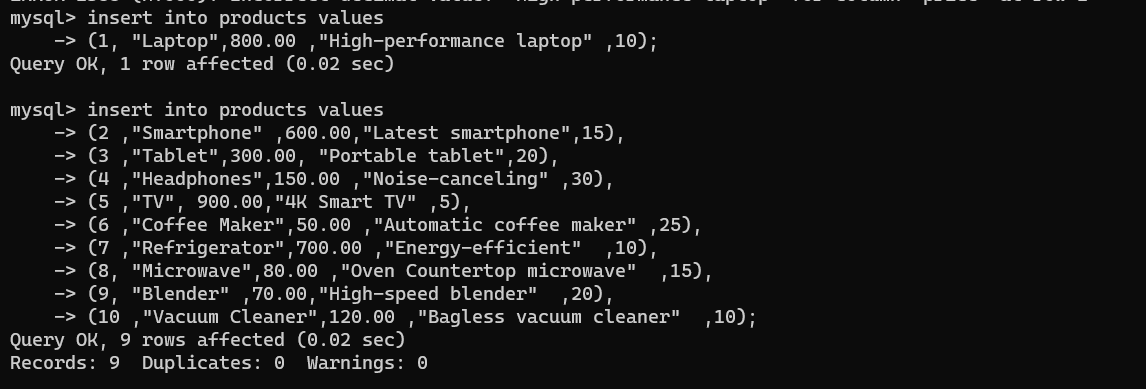 mysql> insert into products values
    -> (1, "Laptop",800.00 ,"High-performance laptop" ,10);
Query OK, 1 row affected (0.02 sec)

mysql> insert into products values
    -> (2 ,"Smartphone" ,600.00,"Latest smartphone",15),
    -> (3 ,"Tablet",300.00, "Portable tablet",20),
    -> (4 ,"Headphones",150.00 ,"Noise-canceling" ,30),
    -> (5 ,"TV", 900.00,"4K Smart TV" ,5),
    -> (6 ,"Coffee Maker",50.00 ,"Automatic coffee maker" ,25),
    -> (7 ,"Refrigerator",700.00 ,"Energy-efficient"  ,10),
    -> (8, "Microwave",80.00 ,"Oven Countertop microwave"  ,15),
    -> (9, "Blender" ,70.00,"High-speed blender"  ,20),
    -> (10 ,"Vacuum Cleaner",120.00 ,"Bagless vacuum cleaner"  ,10);
Query OK, 9 rows affected (0.02 sec)
Records: 9  Duplicates: 0  Warnings: 0